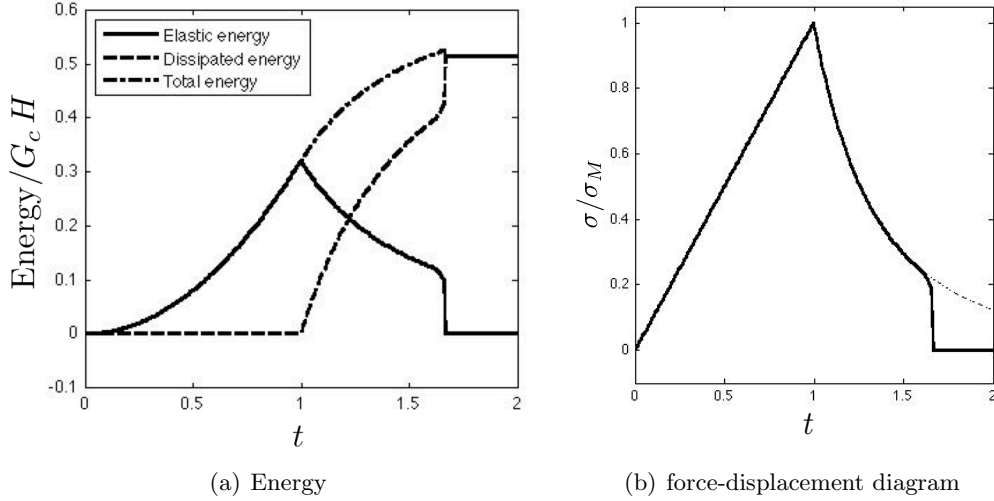 0.6
Elastic energy
Dissipated energy
Total energy
0.5
0.4
0.3
0.2
0.1
0
-0.1
0
0.5
1
1.5
2
Energy/G_c H
t
(a) Energy
1
0.8
0.6
0.4
0.2
0
0
0.5
1
1.5
2
σ/σ_M
t
(b) force-displacement diagram